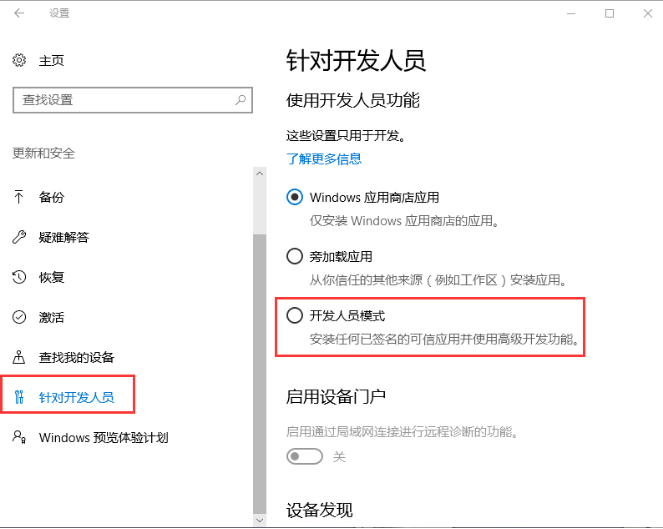 设置
主页
查找设置
更新和安全
备份
疑难解答
恢复
激活
查找我的设备
针对开发人员
Windows 预览体验计划
针对开发人员
使用开发人员功能
这些设置只用于开发。
了解更多信息
Windows 应用商店应用
仅安装 Windows 应用商店的应用。
旁加载应用
从你信任的其他来源（例如工作区）安装应用。
开发人员模式
安装任何已签名的可信应用并使用高级开发功能。
启用设备门户
启用通过局域网连接进行远程诊断的功能。
关
设备发现